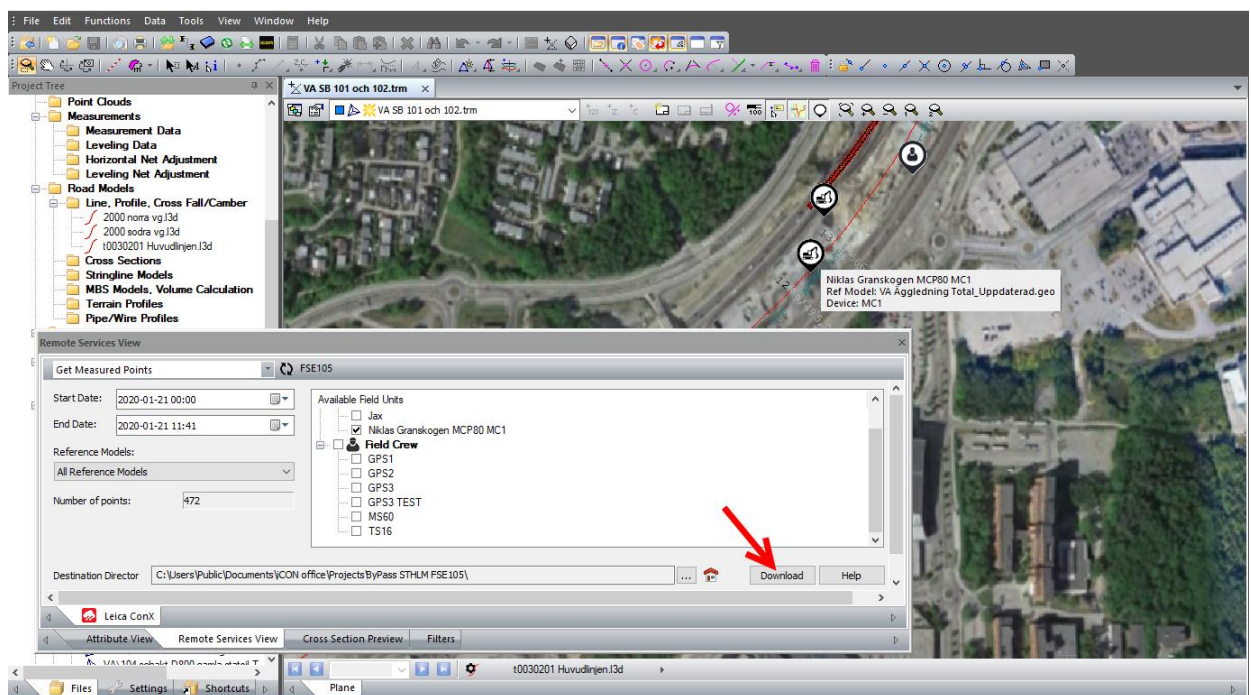 File Edit Functions Data Tools View Window Help
Project Tree
VA SB 101 och 102.trm
VA SB 101 och 102.trm
Point Clouds
Measurements
Measurement Data
Leveling Data
Horizontal Net Adjustment
Leveling Net Adjustment
Road Models
Line, Profile, Cross Fall/Camber
2000 norra vg.l3d
2000 sodra vg.l3d
t0030201 Huvudlinjen.l3d
Cross Sections
Stringline Models
MBS Models, Volume Calculation
Terrain Profiles
Pipe/Wire Profiles
13
12
Niklas Granskogen MCP80 MC1
Ref Model: VA Äggledning Total_Uppdaterad.geo
Device: MC1
Remote Services View
Get Measured Points
FSE105
Start Date: 2020-01-21 00:00
End Date: 2020-01-21 11:41
Reference Models:
All Reference Models
Number of points: 472
Available Field Units
Jax
Niklas Granskogen MCP80 MC1
Field Crew
GPS1
GPS2
GPS3
GPS3 TEST
MS60
TS16
Destination Director C:\Users\Public\Documents\iCON office\Projects\ByPass STHLM FSE105\ ... Download Help
Leica ConX
Attribute View Remote Services View Cross Section Preview Filters
t0030201 Huvudlinjen.l3d
Files Settings Shortcuts
Plane